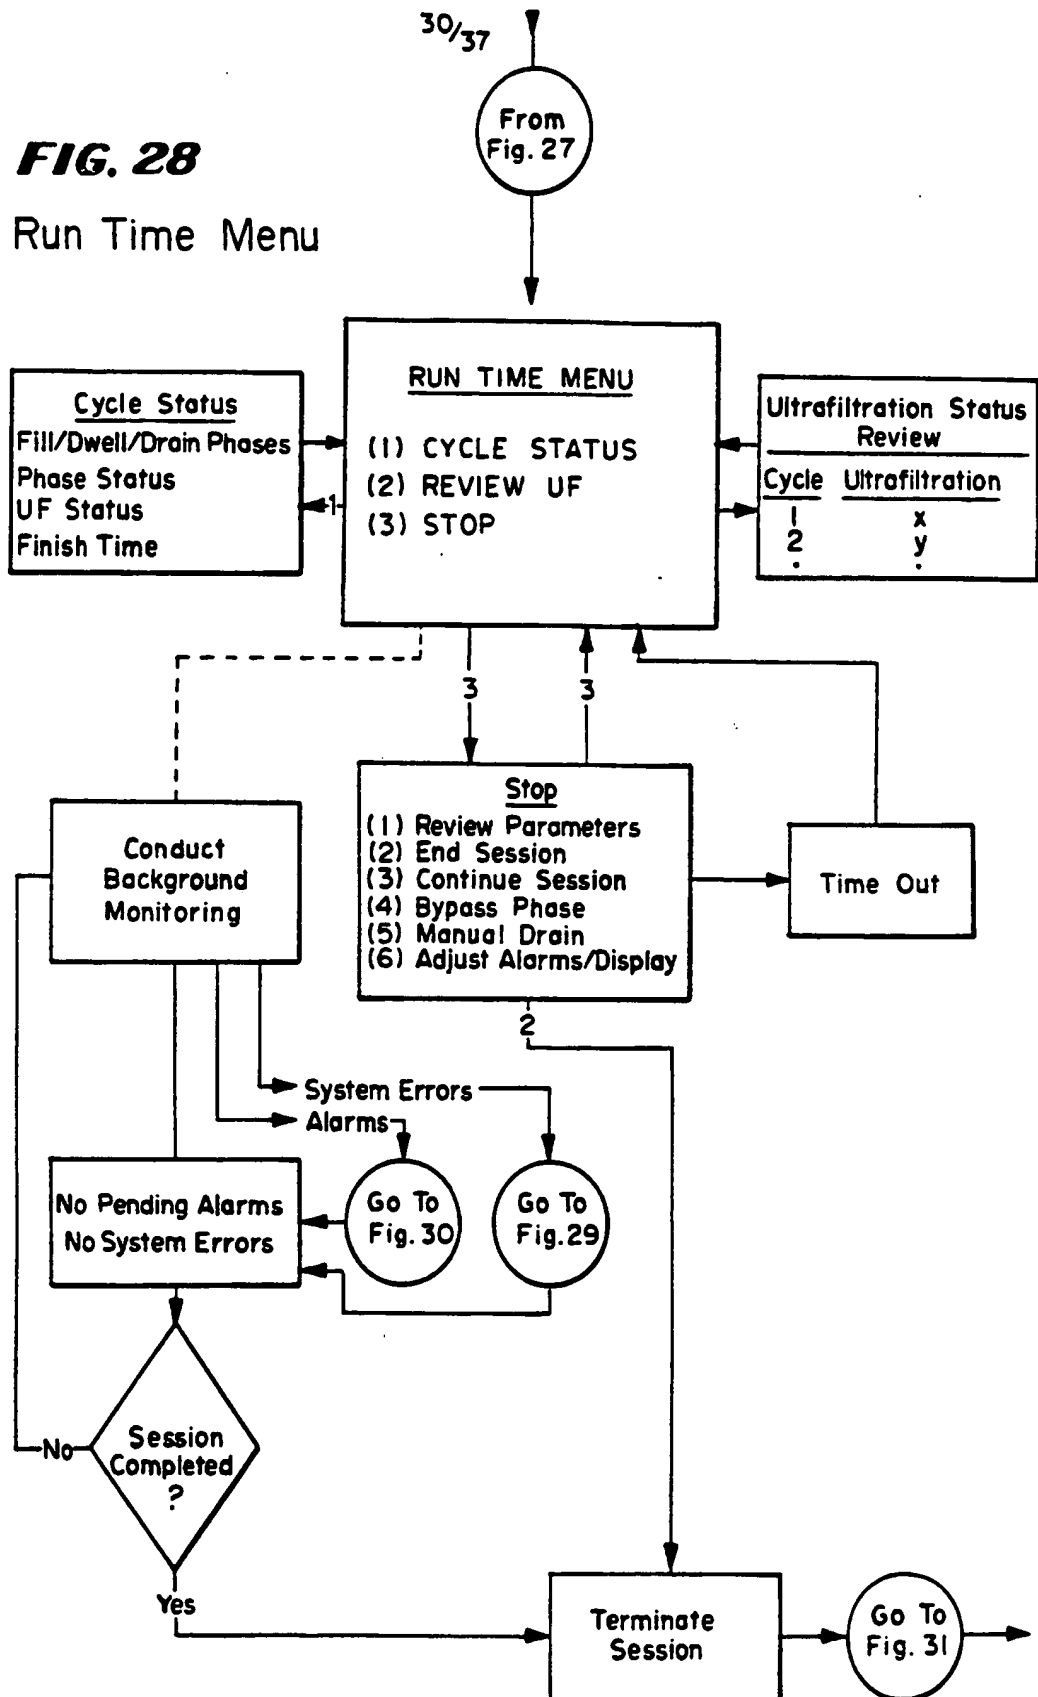 30/37
From
Fig. 27
FIG. 28
Run Time Menu
RUN TIME MENU
(1) CYCLE STATUS
(2) REVIEW UF
(3) STOP
Cycle Status
Fill/Dwell/Drain Phases
Phase Status
UF Status
Finish Time
1
Ultrafiltration Status
Review
Cycle Ultrafiltration
1 x
2 y
. .
3
3
Stop
(1) Review Parameters
(2) End Session
(3) Continue Session
(4) Bypass Phase
(5) Manual Drain
(6) Adjust Alarms/Display
Time Out
2
Conduct
Background
Monitoring
System Errors
Alarms
No Pending Alarms
No System Errors
Go To
Fig. 30
Go To
Fig. 29
Session
Completed
?
No
Yes
Terminate
Session
Go To
Fig. 31